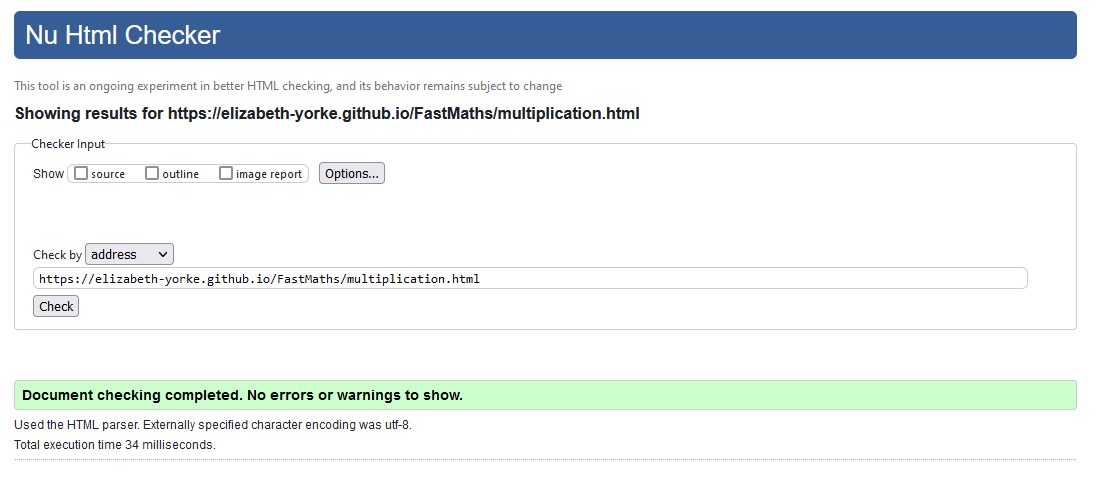 Nu Html Checker
This tool is an ongoing experiment in better HTML checking, and its behavior remains subject to change
Showing results for https://elizabeth-yorke.github.io/FastMaths/multiplication.html
Checker Input
Show source outline image report Options...
Check by address
https://elizabeth-yorke.github.io/FastMaths/multiplication.html
Check
Document checking completed. No errors or warnings to show.
Used the HTML parser. Externally specified character encoding was utf-8.
Total execution time 34 milliseconds.